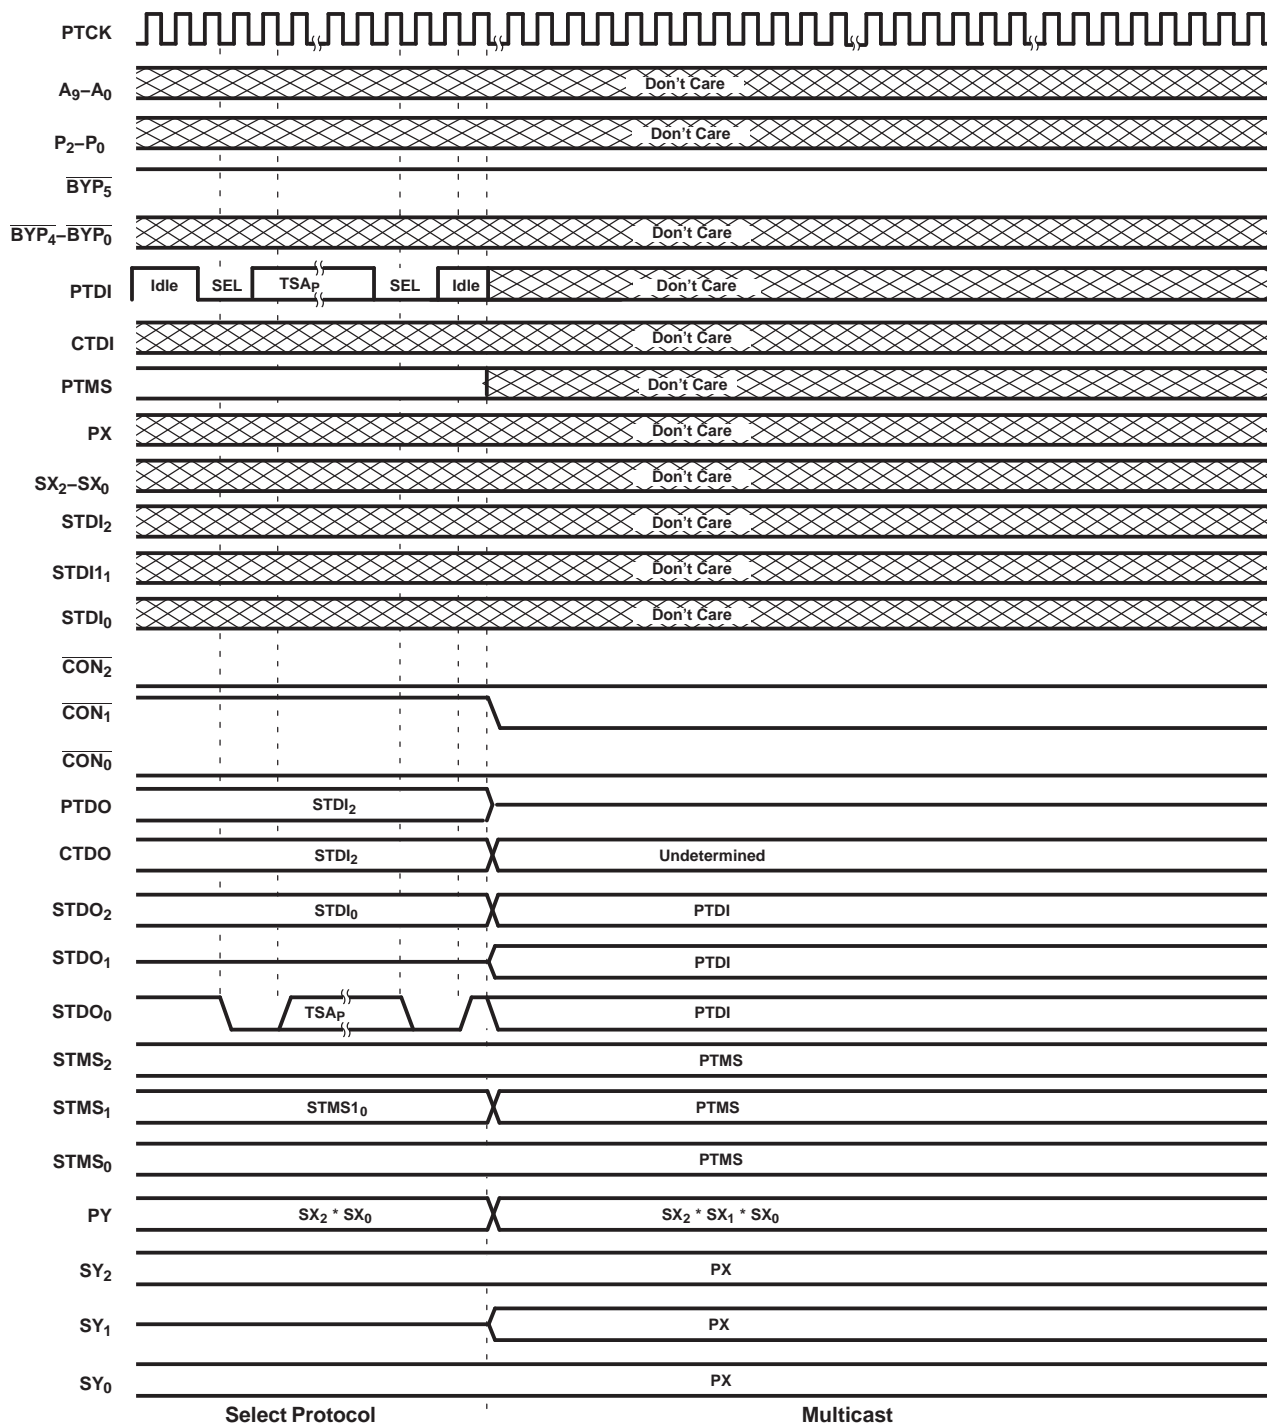 PTCK
A9–A0 Don't Care
P2–P0 Don't Care
BYP5
BYP4–BYP0 Don't Care
PTDI Idle SEL TSAP SEL Idle Don't Care
CTDI Don't Care
PTMS Don't Care
PX Don't Care
SX2–SX0 Don't Care
STDI2 Don't Care
STDI11 Don't Care
STDI0 Don't Care
CON2
CON1
CON0
PTDO STDI2
CTDO STDI2 Undetermined
STDO2 STDI0 PTDI
STDO1 PTDI
STDO0 TSAP PTDI
STMS2 PTMS
STMS1 STMS10 PTMS
STMS0 PTMS
PY SX2 * SX0 SX2 * SX1 * SX0
SY2 PX
SY1 PX
SY0 PX
Select Protocol Multicast